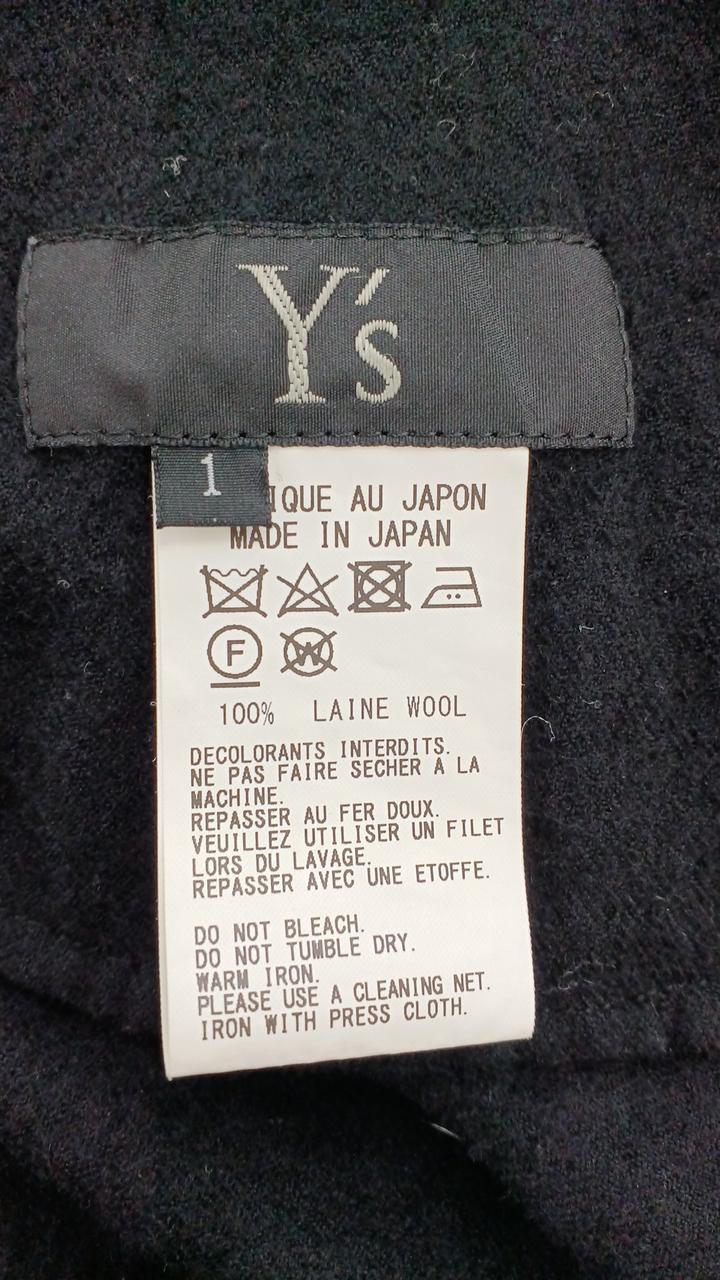 Y's
1
IQUE AU JAPON
MADE IN JAPAN
F
W
100% LAINE WOOL
DECOLORANTS INTERDITS.
NE PAS FAIRE SECHER A LA
MACHINE.
REPASSER AU FER DOUX.
VEUILLEZ UTILISER UN FILET
LORS DU LAVAGE.
REPASSER AVEC UNE ETOFFE.
DO NOT BLEACH.
DO NOT TUMBLE DRY.
WARM IRON.
PLEASE USE A CLEANING NET.
IRON WITH PRESS CLOTH.